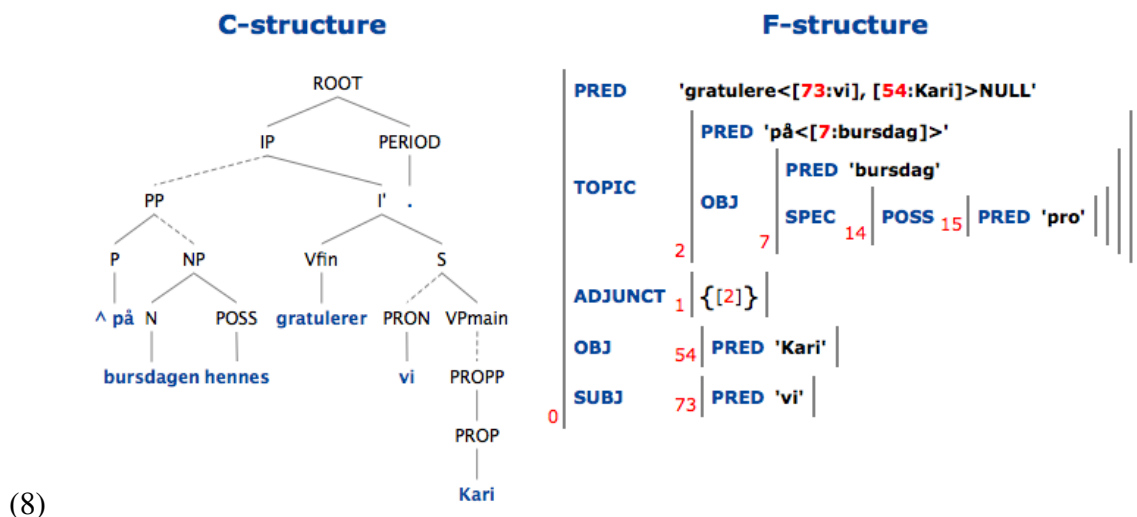 C-structure
ROOT
IP PERIOD
PP I' .
P NP Vfin S
^ på N POSS gratulerer PRON VPmain
bursdagen hennes vi PROPP
PROP
Kari
(8)
F-structure
PRED 'gratulere<[73:vi], [54:Kari]>NULL'
PRED 'på<[7:bursdag]>'
PRED 'bursdag'
TOPIC OBJ SPEC POSS PRED 'pro'
2 7 14 15
ADJUNCT 1 {[2]}
OBJ 54 PRED 'Kari'
SUBJ 73 PRED 'vi'
0